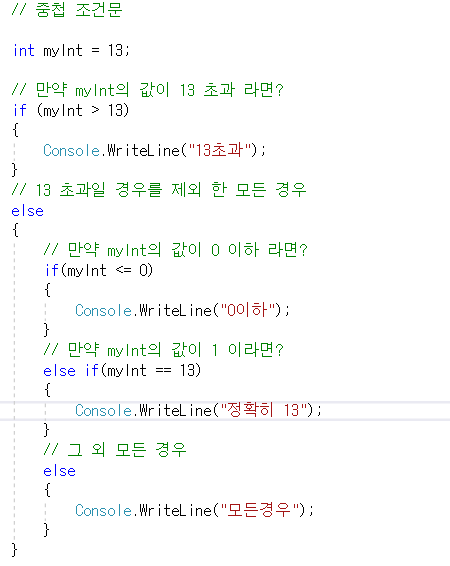 // 중첩 조건문
int myInt = 13;
// 만약 myInt의 값이 13 초과 라면?
if (myInt > 13)
{
Console.WriteLine("13초과");
}
// 13 초과일 경우를 제외 한 모든 경우
else
{
// 만약 myInt의 값이 0 이하 라면?
if(myInt <= 0)
{
Console.WriteLine("0이하");
}
// 만약 myInt의 값이 1 이라면?
else if(myInt == 13)
{
Console.WriteLine("정확히 13");
}
// 그 외 모든 경우
else
{
Console.WriteLine("모든경우");
}
}